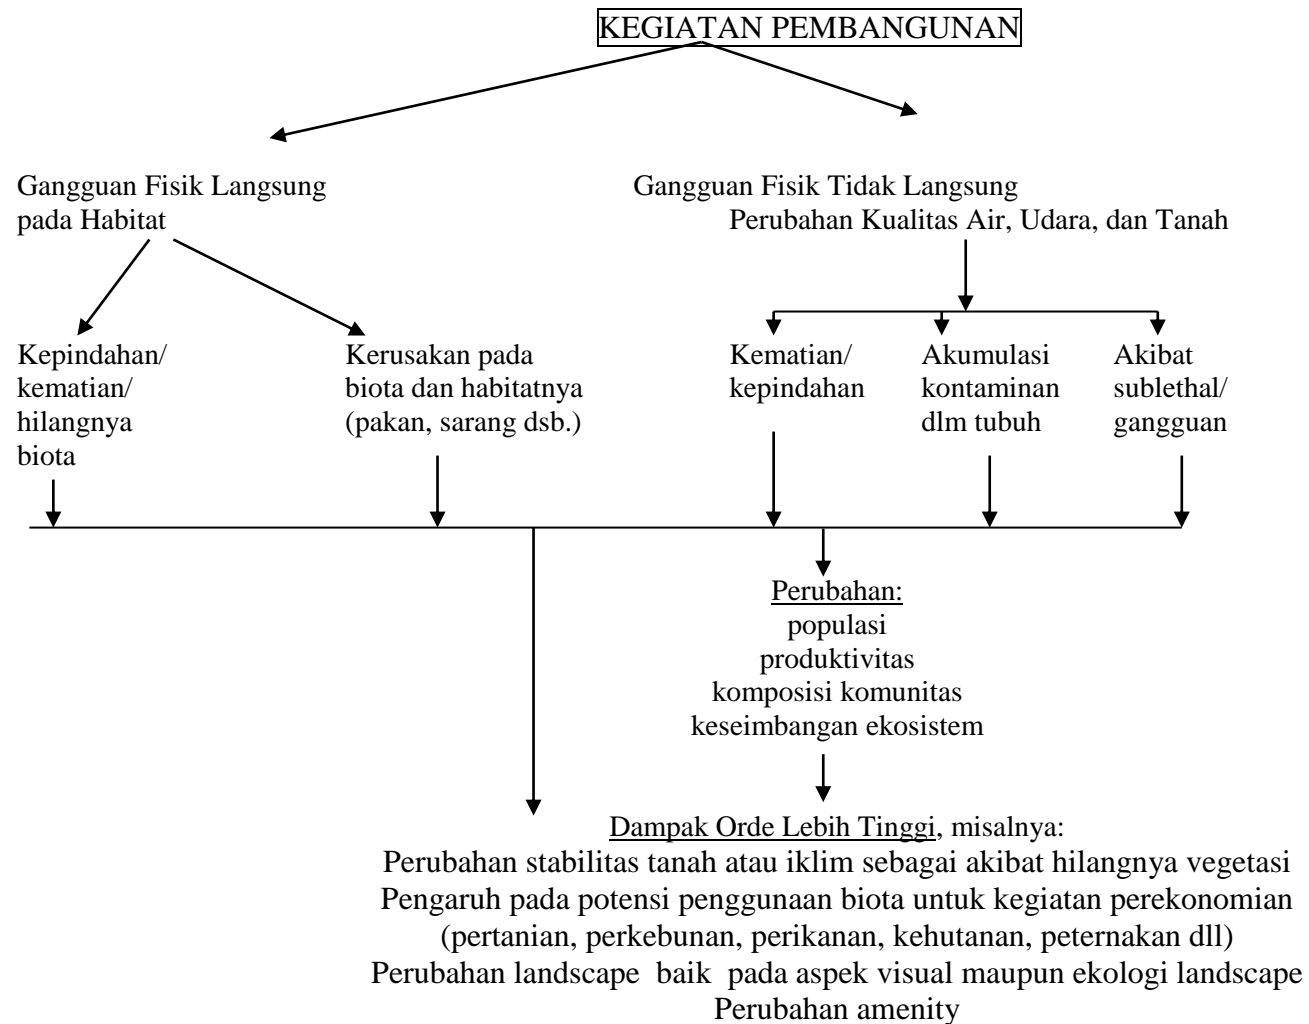 KEGIATAN PEMBANGUNAN
Gangguan Fisik Langsung
pada Habitat
Gangguan Fisik Tidak Langsung
Perubahan Kualitas Air, Udara, dan Tanah
Kepindahan/
kematian/
hilangnya
biota
Kerusakan pada
biota dan habitatnya
(pakan, sarang dsb.)
Kematian/
kepindahan
Akumulasi
kontaminan
dlm tubuh
Akibat
sublethal/
gangguan
Perubahan:
populasi
produktivitas
komposisi komunitas
keseimbangan ekosistem
Dampak Orde Lebih Tinggi, misalnya:
Perubahan stabilitas tanah atau iklim sebagai akibat hilangnya vegetasi
Pengaruh pada potensi penggunaan biota untuk kegiatan perekonomian
(pertanian, perkebunan, perikanan, kehutanan, peternakan dll)
Perubahan landscape  baik  pada aspek visual maupun ekologi landscape
Perubahan amenity